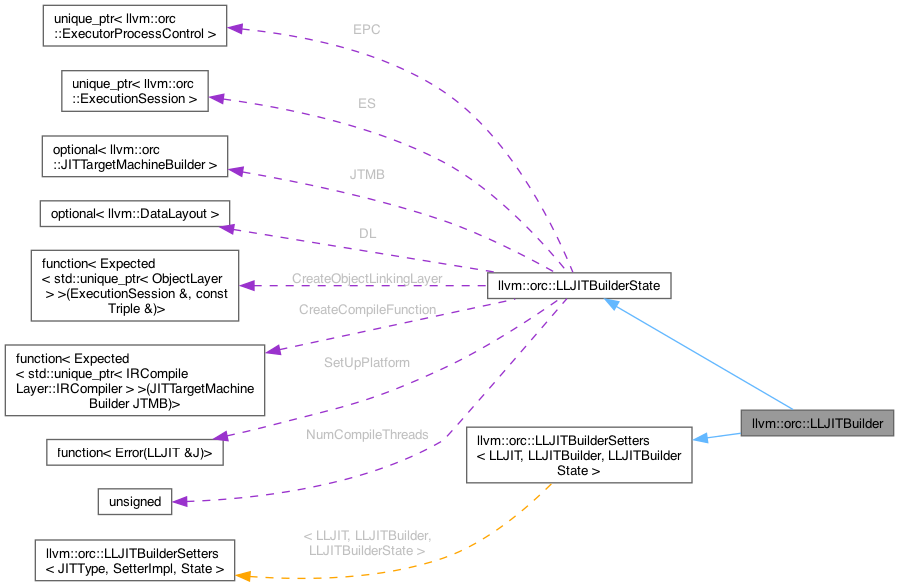 unique_ptr< llvm::orc
::ExecutorProcessControl >
EPC
unique_ptr< llvm::orc
::ExecutionSession >
ES
optional< llvm::orc
::JITTargetMachineBuilder >
JTMB
optional< llvm::DataLayout >
DL
function< Expected
< std::unique_ptr< ObjectLayer
> >(ExecutionSession &, const
Triple &)>
CreateObjectLinkingLayer
llvm::orc::LLJITBuilderState
CreateCompileFunction
function< Expected
< std::unique_ptr< IRCompile
Layer::IRCompiler > >(JITTargetMachine
Builder JTMB)>
SetUpPlatform
function< Error(LLJIT &J)>
NumCompileThreads
llvm::orc::LLJITBuilder
llvm::orc::LLJITBuilderSetters
< LLJIT, LLJITBuilder, LLJITBuilder
State >
unsigned
< LLJIT, LLJITBuilder,
LLJITBuilderState >
llvm::orc::LLJITBuilderSetters
< JITType, SetterImpl, State >